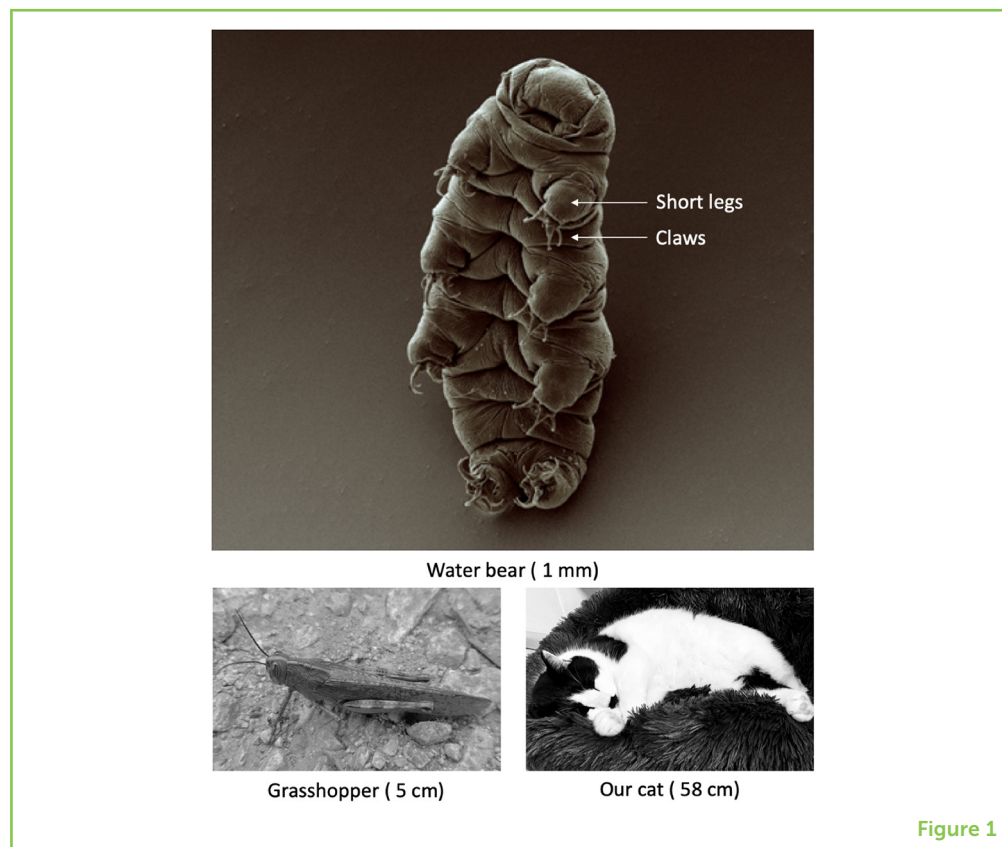 Short legs
Claws
Water bear ( 1 mm)
Grasshopper ( 5 cm)
Our cat ( 58 cm)
Figure 1